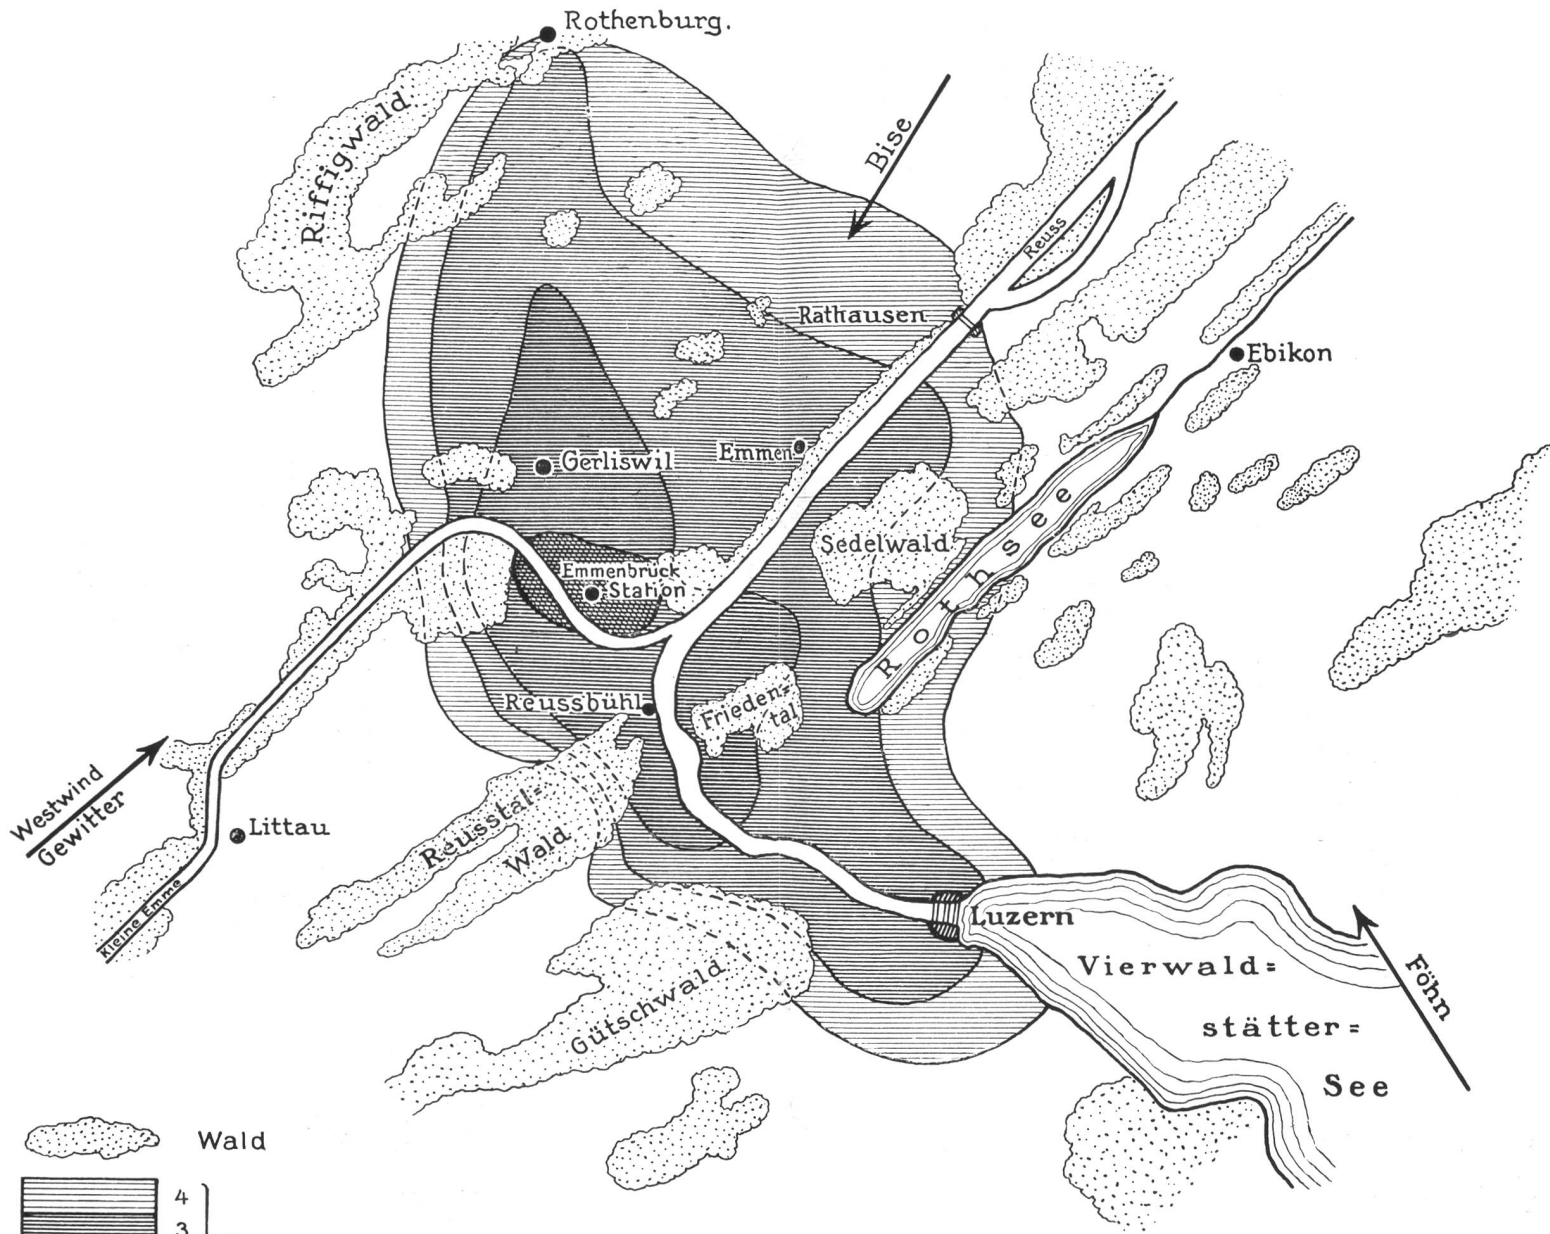 Rothenburg.
Riffigwald
Bise
Reuss
Rathausen
Ebikon
Gerliswil
Emmen
Sedelwald
Rothsee
Emmenbrück
Station
Reussbühl
Frieden=
tal
Westwind
Gewitter
Littau
Reusstal=
Wald
Kleine Emme
Luzern
Vierwald=
stätter=
See
Föhn
Gütschwald
Wald
4
3